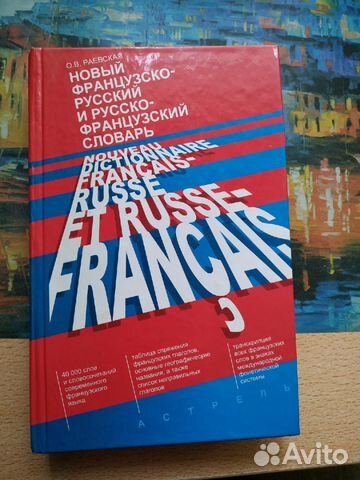 О.В. РАЕВСКАЯ
НОВЫЙ
ФРАНЦУЗСКО-
РУССКИЙ
И РУССКО-
ФРАНЦУЗСКИЙ
СЛОВАРЬ
NOUVEAU
DICTIONNAIRE
FRANÇAIS-
RUSSE
ET RUSSE-
FRANÇAIS
40 000 слов
и словосочетаний
современного
французского
языка
таблица спряжения
французских глаголов,
основные географические
названия, а также
список неправильных
глаголов
транскрипция
всех французских
слов в знаках
международной
фонетической
системы
АСТРЕЛЬ
Avito